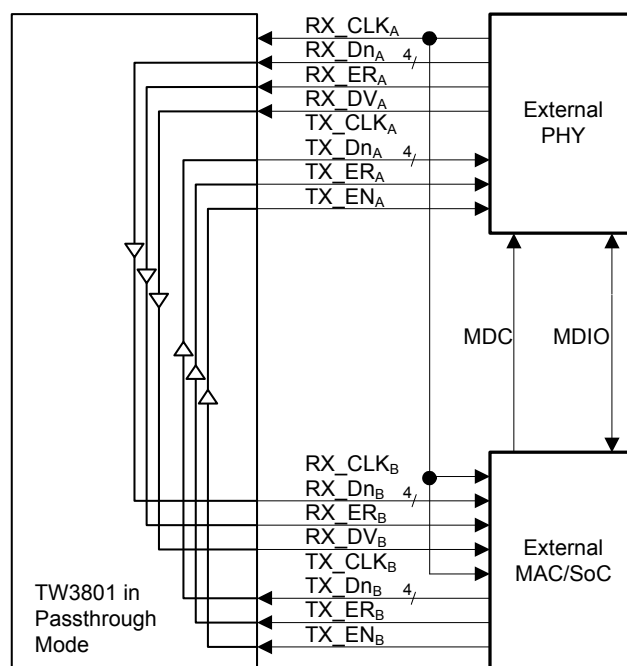 RX_CLKA
RX_DnA 4
RX_ERA
RX_DVA
TX_CLKA
TX_DnA 4
TX_ERA
TX_ENA
External
PHY
MDC
MDIO
RX_CLKB
RX_DnB 4
RX_ERB
RX_DVB
TX_CLKB
TX_DnB 4
TX_ERB
TX_ENB
External
MAC/SoC
TW3801 in
Passthrough
Mode